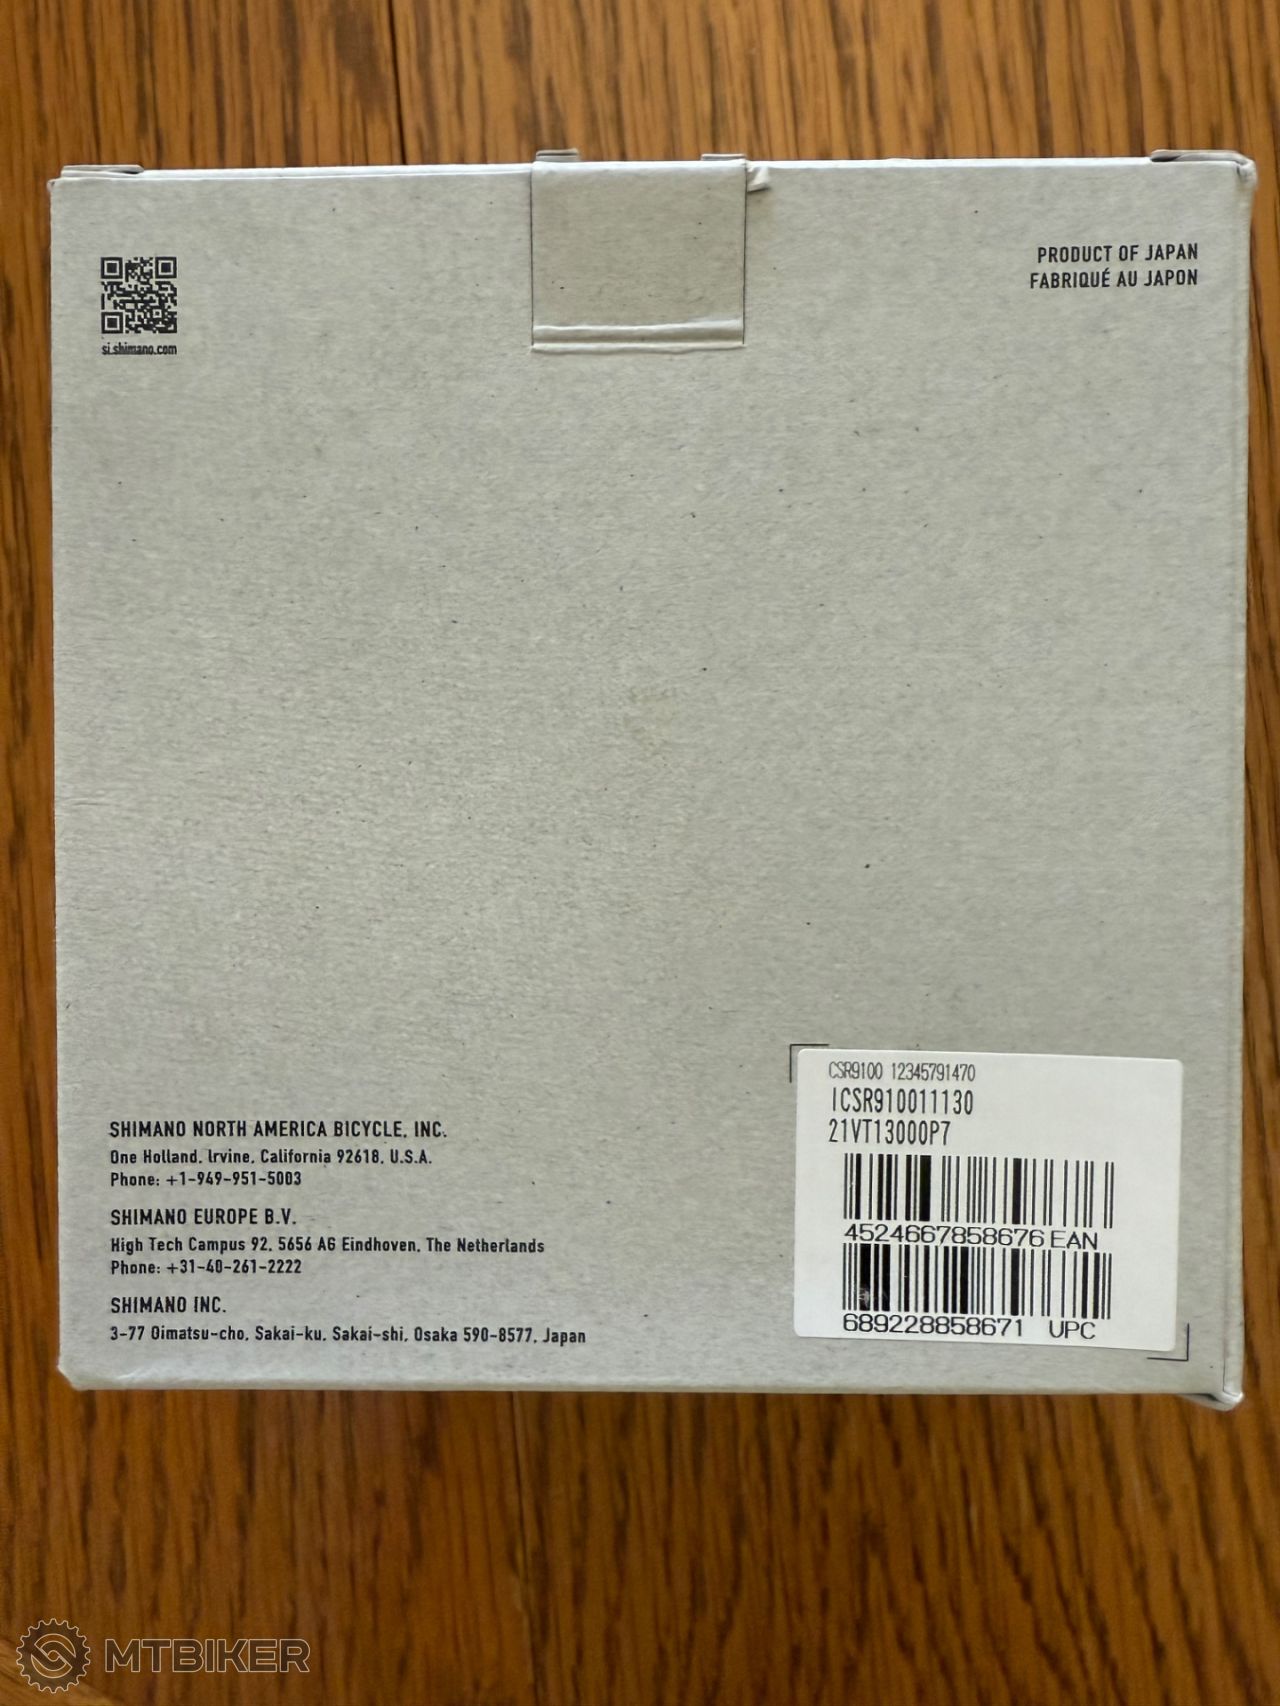 si.shimano.com
PRODUCT OF JAPAN
FABRIQUÉ AU JAPON
SHIMANO NORTH AMERICA BICYCLE, INC.
One Holland, Irvine, California 92618, U.S.A.
Phone: +1-949-951-5003
SHIMANO EUROPE B.V.
High Tech Campus 92, 5656 AG Eindhoven, The Netherlands
Phone: +31-40-261-2222
SHIMANO INC.
3-77 Oimatsu-cho, Sakai-ku, Sakai-shi, Osaka 590-8577, Japan
CSR9100 12345791470
ICSR910011130
21VT13000P7
4524667858676 EAN
689228858671 UPC
MTBIKER